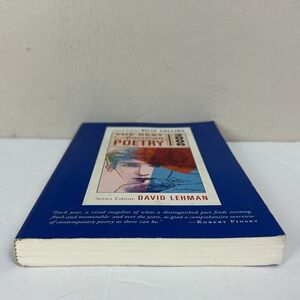 BILLY COLLINS
THE BEST
American
POETRY
Series Editor, DAVID LEHMAN
"Each year, a vivid snapshot of what a distinguished poet finds exciting,
fresh and memorable: and over the years, as good a comprehensive overview
of contemporary poetry as there can be." —ROBERT PINSKY